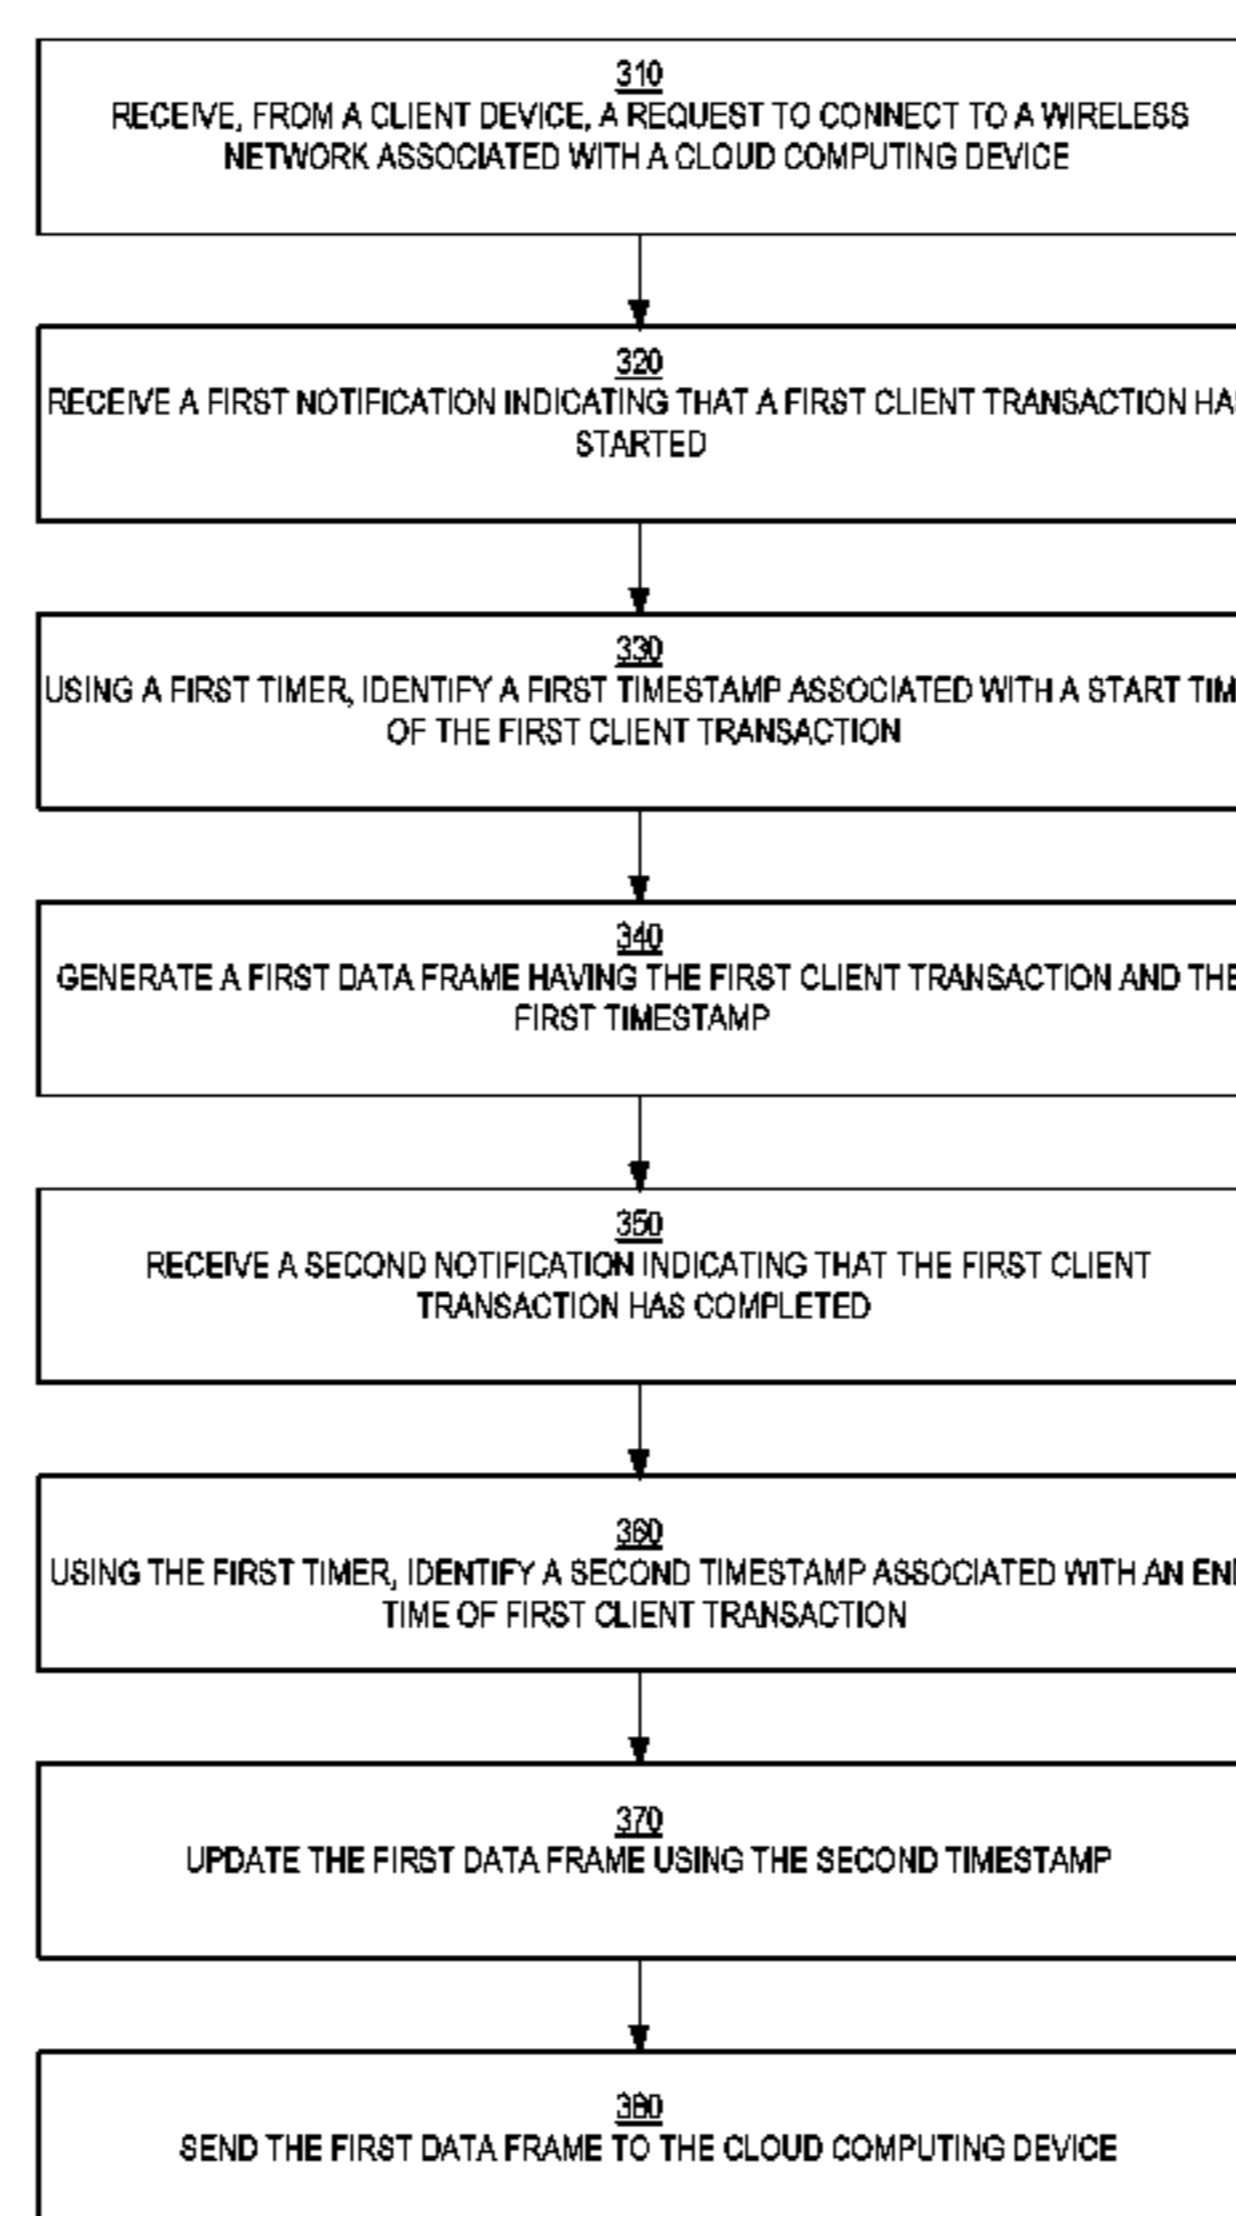 310
RECEIVE, FROM A CLIENT DEVICE, A REQUEST TO CONNECT TO A WIRELESS
NETWORK ASSOCIATED WITH A CLOUD COMPUTING DEVICE
320
RECEIVE A FIRST NOTIFICATION INDICATING THAT A FIRST CLIENT TRANSACTION HAS
STARTED
330
USING A FIRST TIMER, IDENTIFY A FIRST TIMESTAMP ASSOCIATED WITH A START TIM
OF THE FIRST CLIENT TRANSACTION
340
GENERATE A FIRST DATA FRAME HAVING THE FIRST CLIENT TRANSACTION AND THE
FIRST TIMESTAMP
350
RECEIVE A SECOND NOTIFICATION INDICATING THAT THE FIRST CLIENT
TRANSACTION HAS COMPLETED
360
USING THE FIRST TIMER, IDENTIFY A SECOND TIMESTAMP ASSOCIATED WITH AN END
TIME OF FIRST CLIENT TRANSACTION
370
UPDATE THE FIRST DATA FRAME USING THE SECOND TIMESTAMP
380
SEND THE FIRST DATA FRAME TO THE CLOUD COMPUTING DEVICE